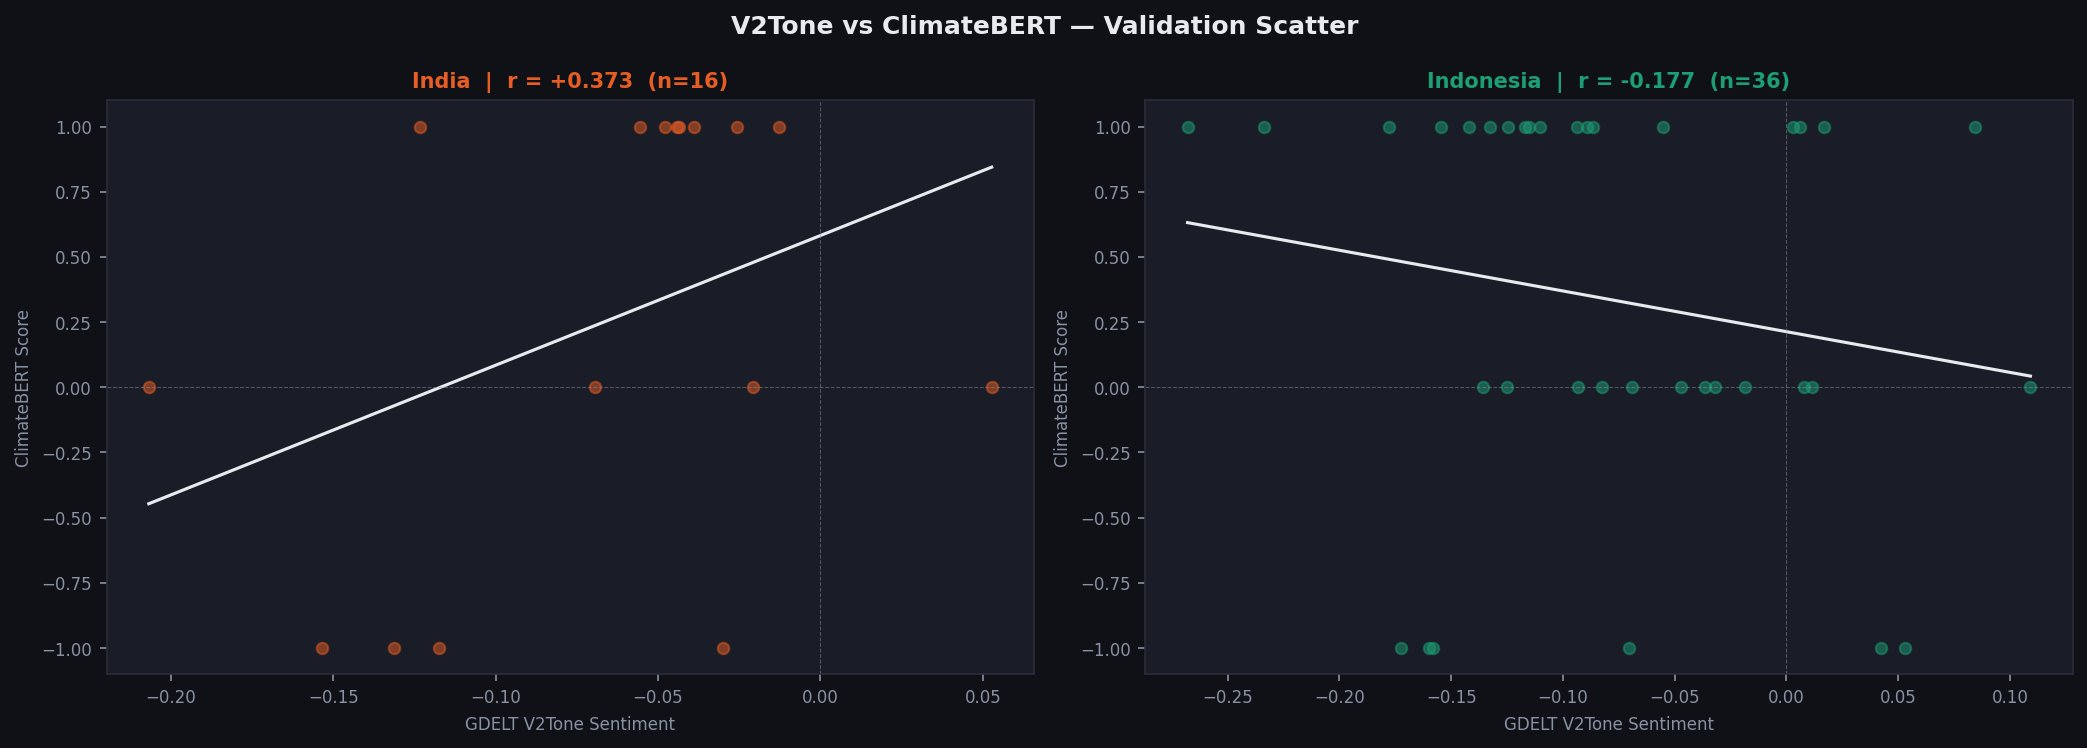 V2Tone vs ClimateBERT — Validation Scatter
India | r = +0.373 (n=16)
1.00
0.75
0.50
0.25
0.00
−0.25
−0.50
−0.75
−1.00
ClimateBERT Score
−0.20 −0.15 −0.10 −0.05 0.00 0.05
GDELT V2Tone Sentiment
Indonesia | r = -0.177 (n=36)
1.00
0.75
0.50
0.25
0.00
−0.25
−0.50
−0.75
−1.00
ClimateBERT Score
−0.25 −0.20 −0.15 −0.10 −0.05 0.00 0.05 0.10
GDELT V2Tone Sentiment